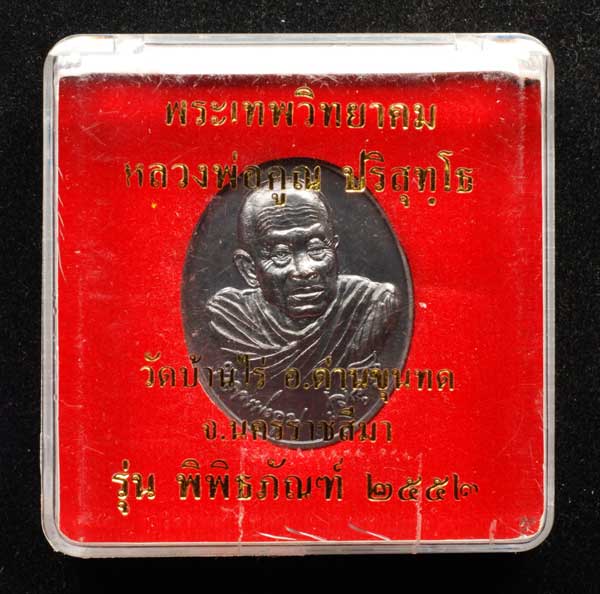 พระเทพวิทยาคม
หลวงพ่อคูณ ปริสุทฺโธ
วัดบ้านไร่ อ.ด่านขุนทด
จ.นครราชสีมา
รุ่น พิพิธภัณฑ์ ๒๕๕๓